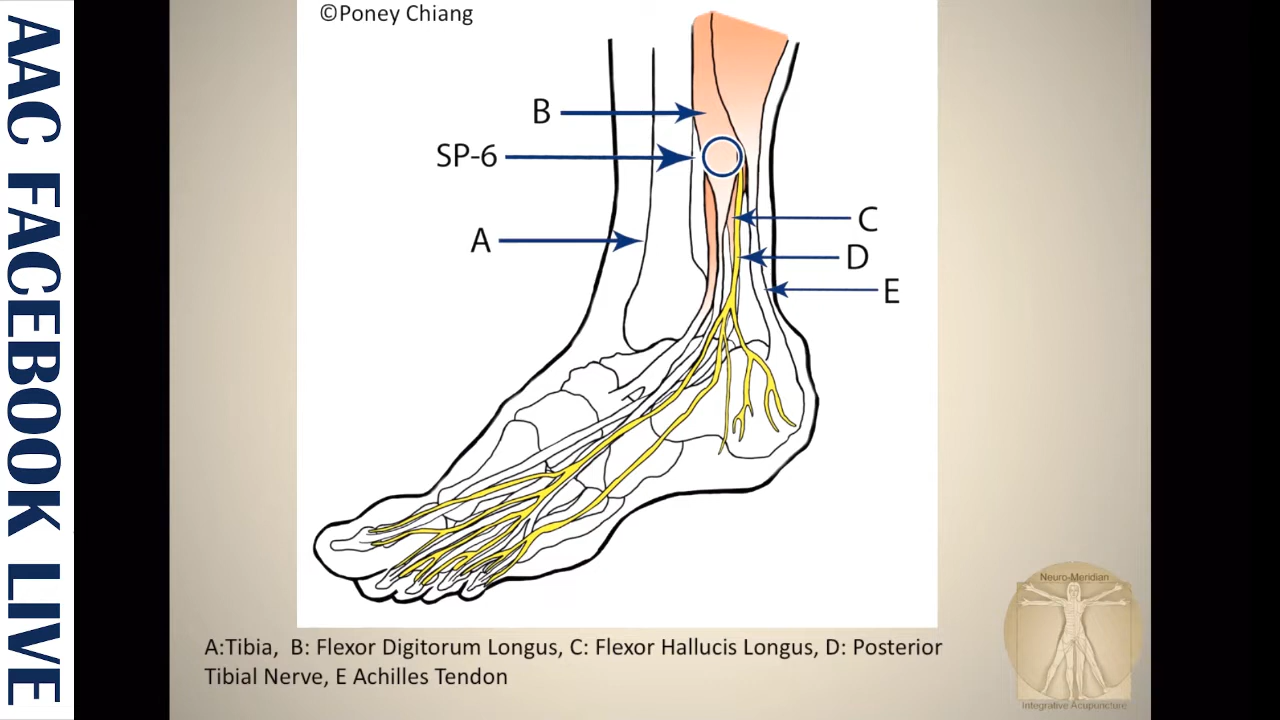 AAC FACEBOOK LIVE
©Poney Chiang
B
SP-6
A
C
D
E
A:Tibia,  B: Flexor Digitorum Longus, C: Flexor Hallucis Longus, D: Posterior
Tibial Nerve, E Achilles Tendon
Neuro-Meridian
Integrative Acupuncture